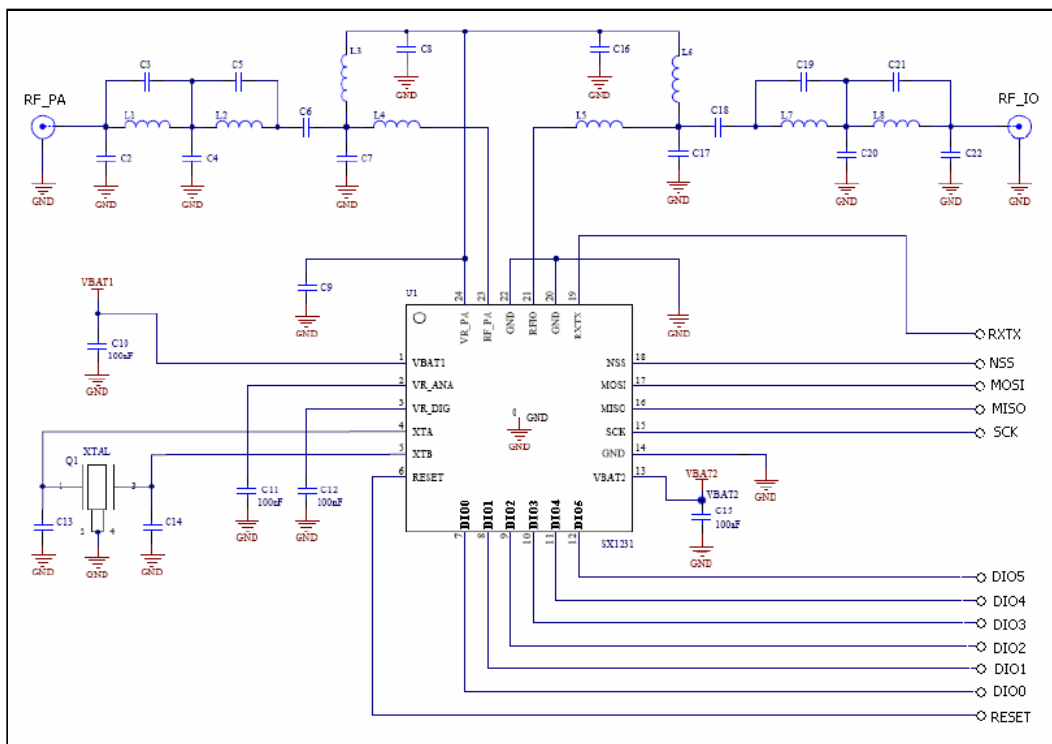 L3
C8
C16
L6
C3
C5
C19
C21
GND
GND
RF_PA
RF_IO
L1
L2
C6
L4
L5
C18
L7
L8
C2
C4
C7
C17
C20
C22
GND
GND
GND
GND
GND
GND
GND
GND
VBAT1
C9
GND
U1
24
23
22
21
20
19
VR_PA
RF_PA
GND
RFIO
GND
RXTX
GND
RXTX
C10
100nF
GND
1
VBAT1
NSS
18
NSS
2
VR_ANA
MOSI
17
MOSI
3
VR_DIG
MISO
16
MISO
0
GND
GND
4
XTA
SCK
15
SCK
5
XTB
GND
14
6
RESET
VBAT2
13
GND
XTAL
Q1
1
3
2
4
C13
C14
GND
GND
GND
C11
100nF
GND
C12
100nF
GND
VBAT2
VBAT2
C15
100nF
GND
DIO0
DIO1
DIO2
DIO3
DIO4
DIO5
7
8
9
10
11
12
SX1231
DIO5
DIO4
DIO3
DIO2
DIO1
DIO0
RESET